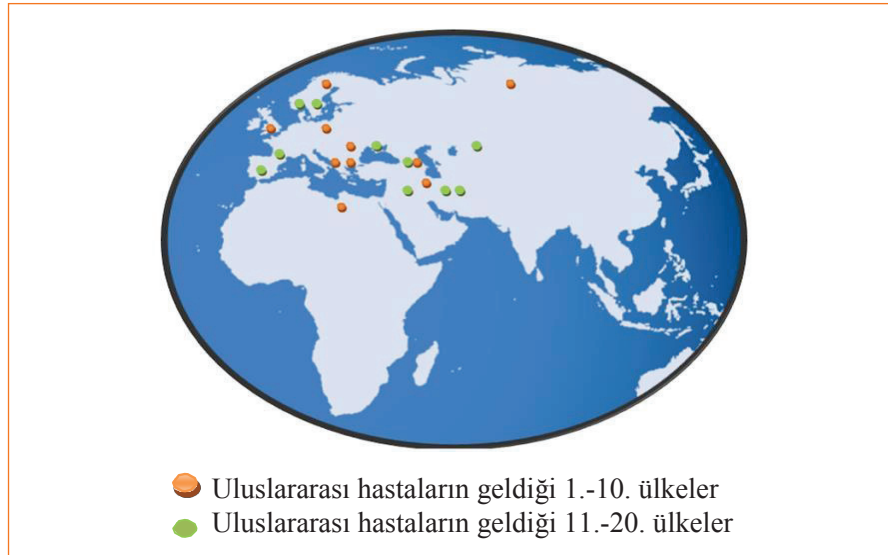 Uluslararası hastaların geldiği 1.-10. ülkeler
Uluslararası hastaların geldiği 11.-20. ülkeler